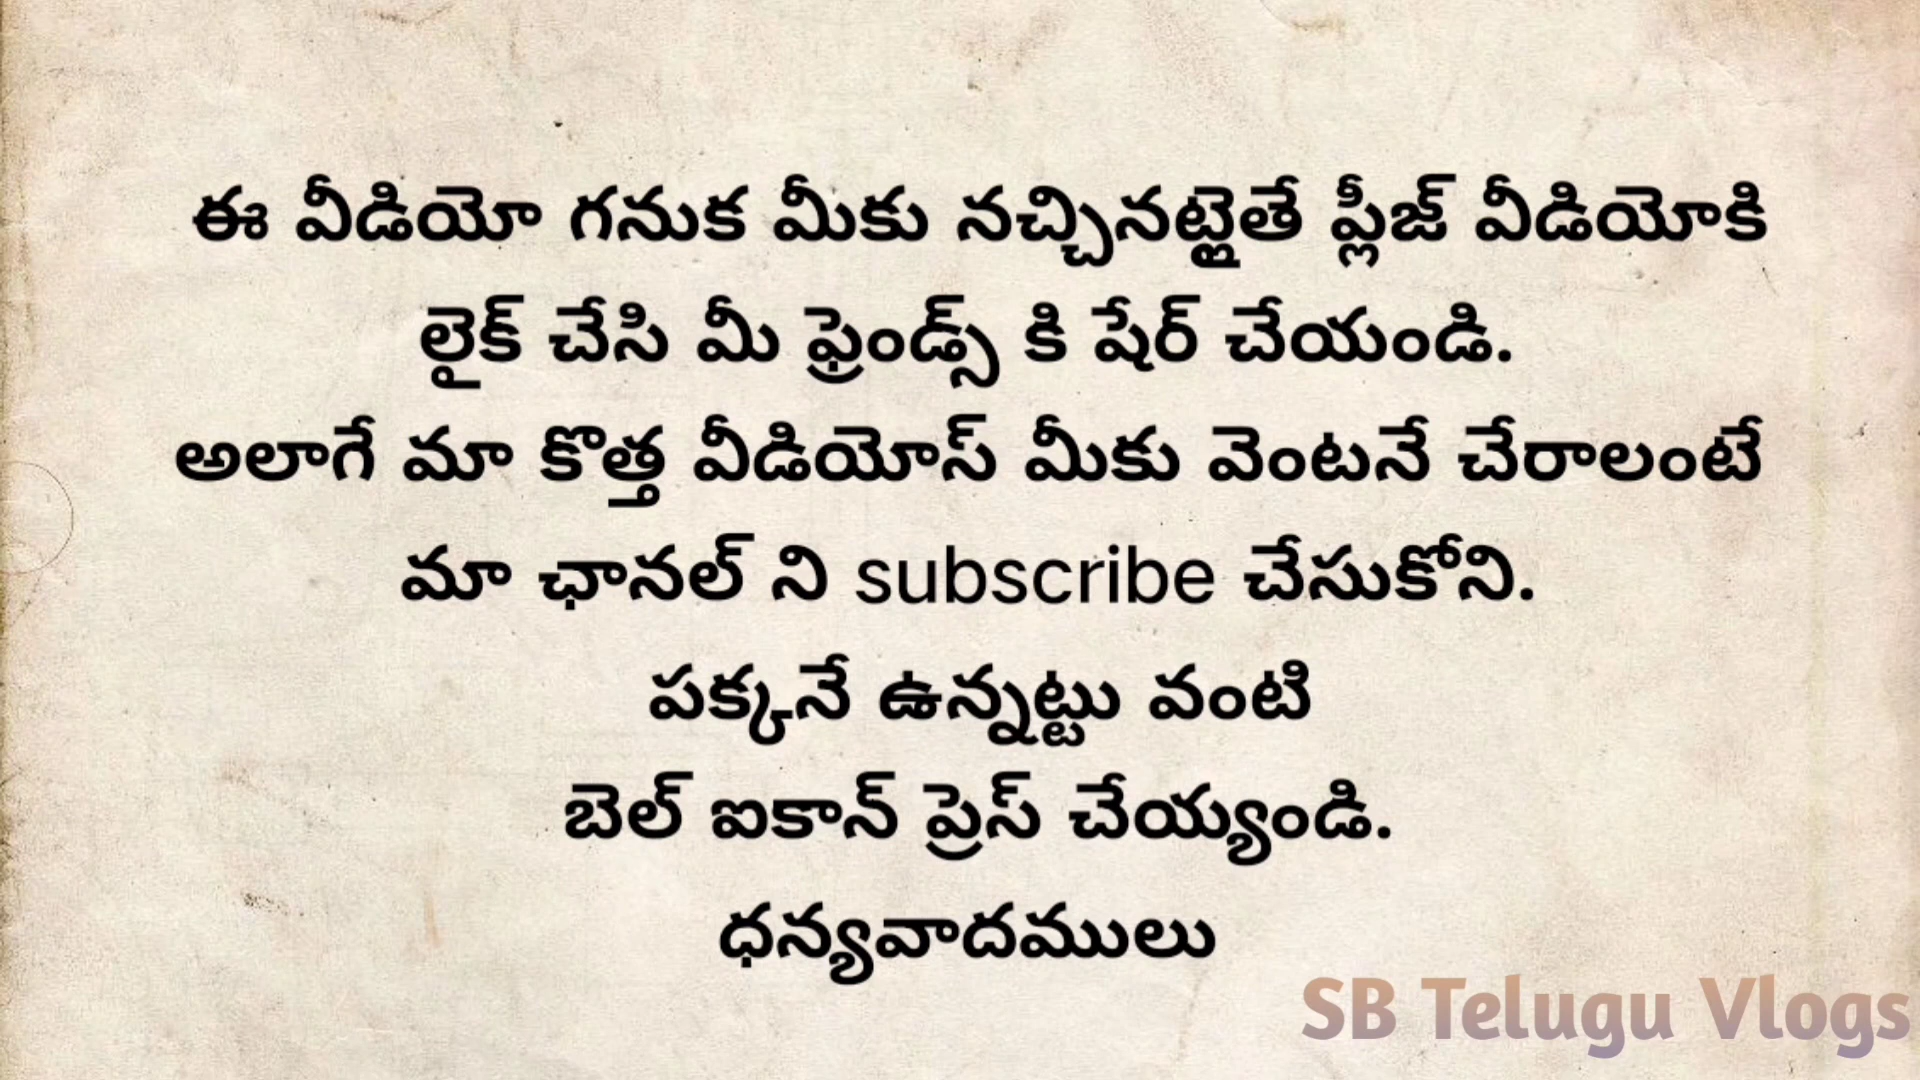 ఈ వీడియో గనుక మీకు నచ్చినట్లైతే ప్లీజ్ వీడియోకి
లైక్ చేసి మీ ఫ్రెండ్స్ కి షేర్ చేయండి.
అలాగే మా కొత్త వీడియోస్ మీకు వెంటనే చేరాలంటే
మా ఛానల్ ని subscribe చేసుకోని.
పక్కనే ఉన్నట్టు వంటి
బెల్ ఐకాన్ ప్రెస్ చేయ్యండి.
ధన్యవాదములు
SB Telugu Vlogs